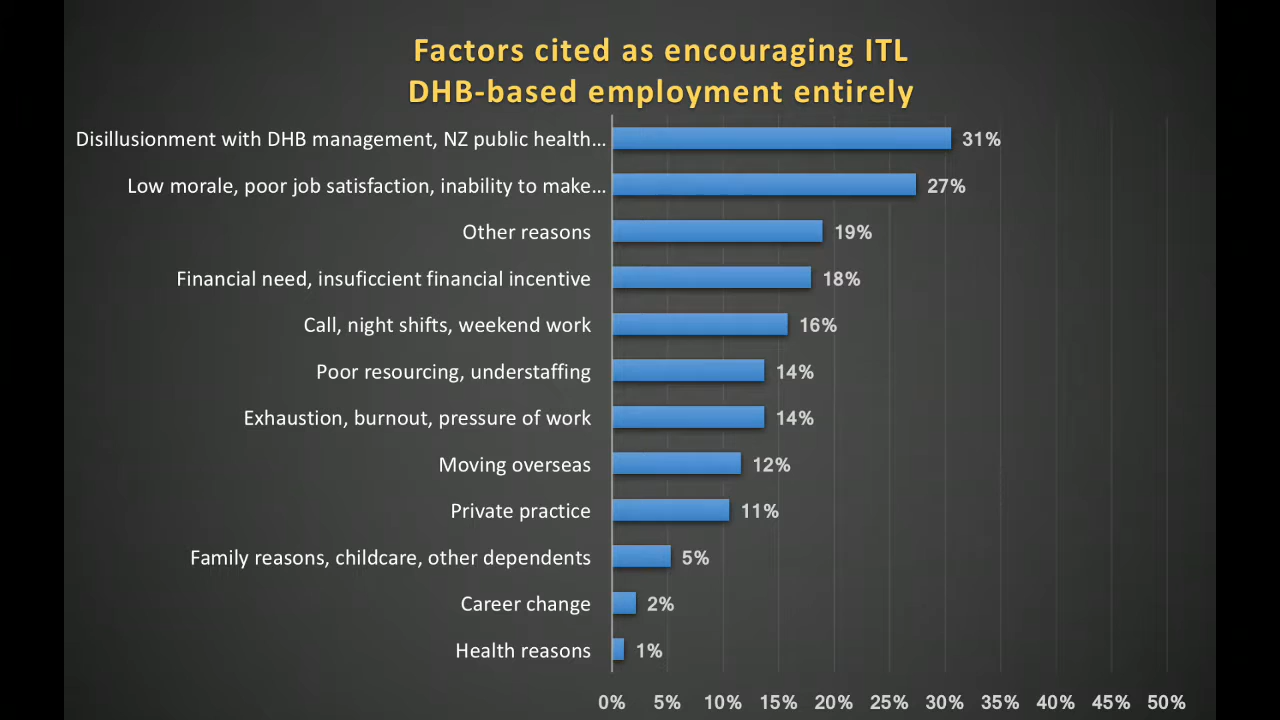 Factors cited as encouraging ITL
DHB-based employment entirely
Disillusionment with DHB management, NZ public health... 31%
Low morale, poor job satisfaction, inability to make... 27%
Other reasons 19%
Financial need, insuficcient financial incentive 18%
Call, night shifts, weekend work 16%
Poor resourcing, understaffing 14%
Exhaustion, burnout, pressure of work 14%
Moving overseas 12%
Private practice 11%
Family reasons, childcare, other dependents 5%
Career change 2%
Health reasons 1%
0% 5% 10% 15% 20% 25% 30% 35% 40% 45% 50%